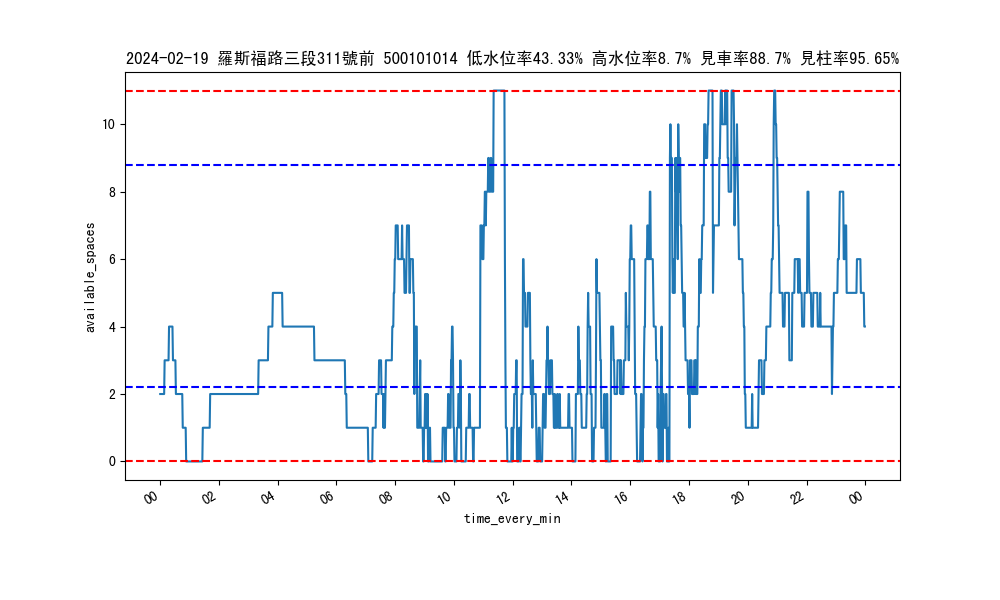 2024-02-19 羅斯福路三段311號前 500101014 低水位率43.33% 高水位率8.7% 見車率88.7% 見柱率95.65%
available_spaces
10
8
6
4
2
0
00 02 04 06 08 10 12 14 16 18 20 22 00
time_every_min